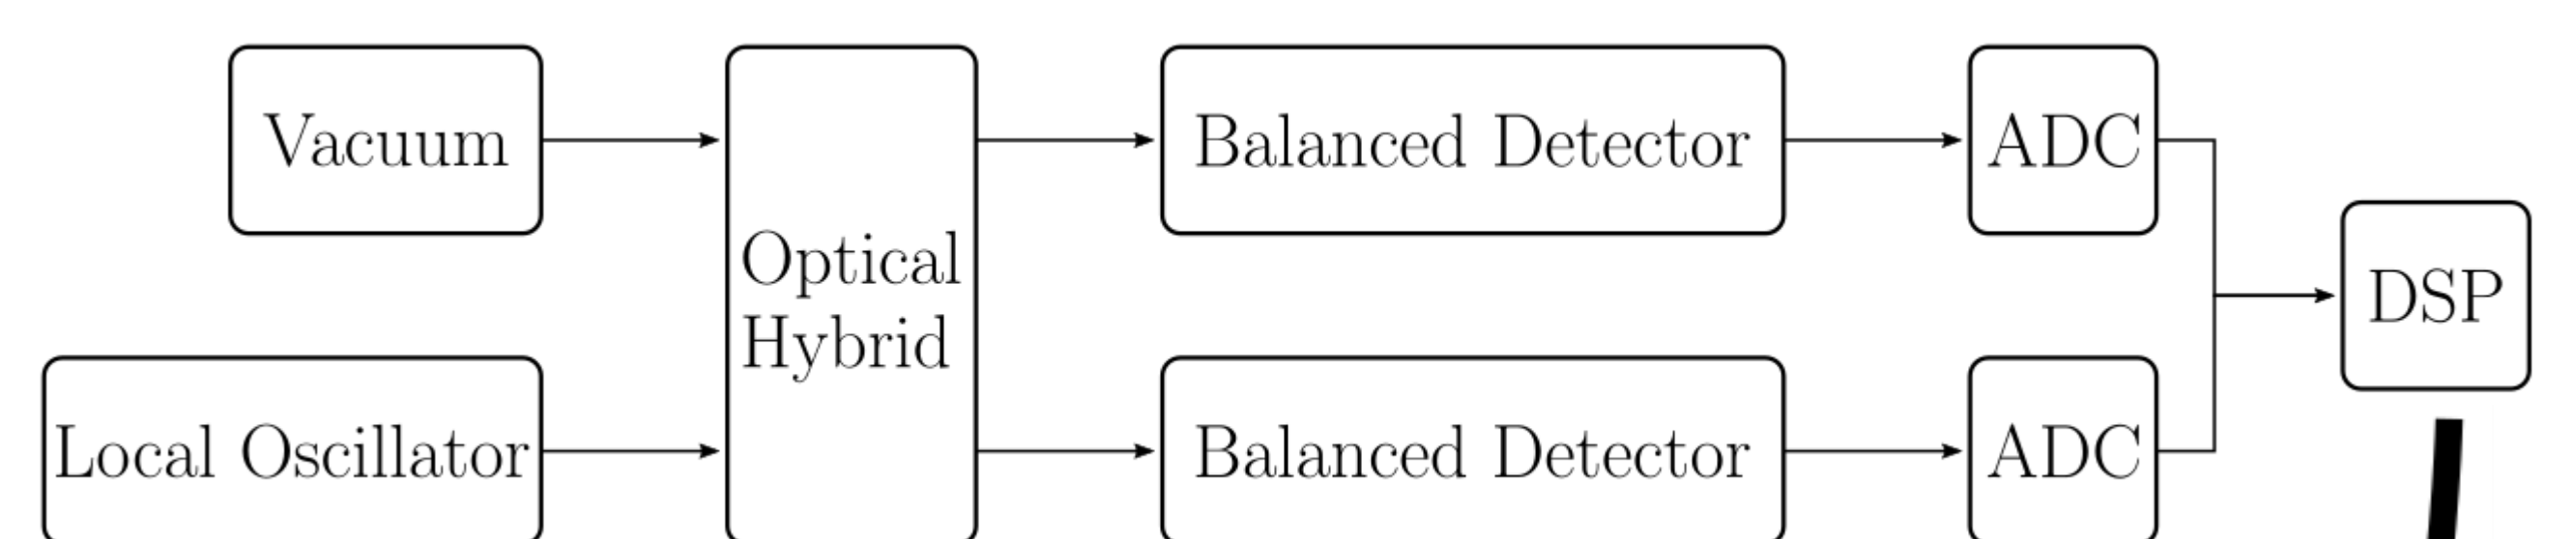 Vacuum
Optical
Hybrid
Balanced Detector
ADC
DSP
Local Oscillator
Balanced Detector
ADC